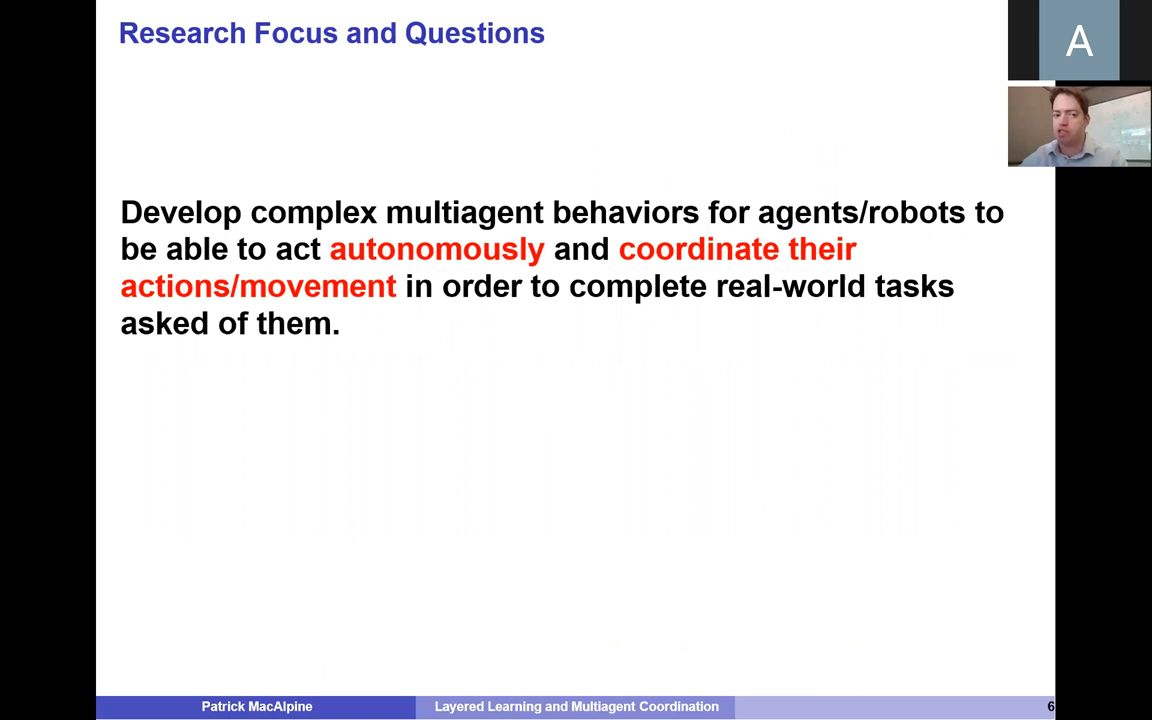 Research Focus and Questions
A
Develop complex multiagent behaviors for agents/robots to
be able to act autonomously and coordinate their
actions/movement in order to complete real-world tasks
asked of them.
Patrick MacAlpine
Layered Learning and Multiagent Coordination
6